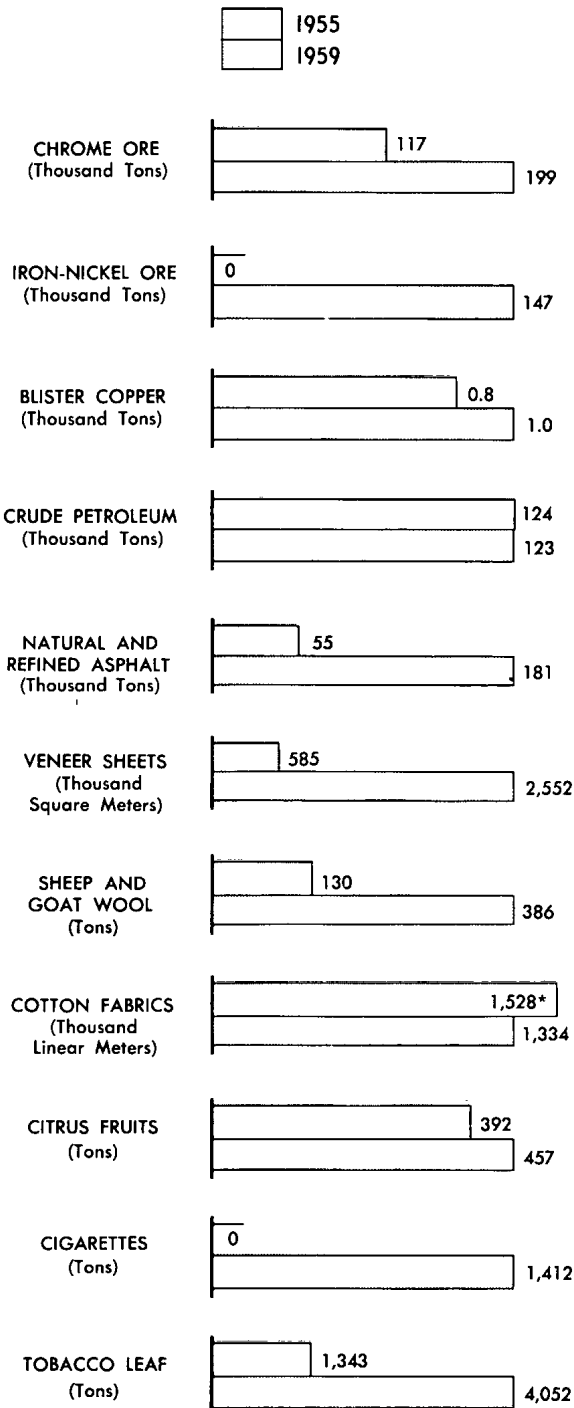 1955
1959
CHROME ORE
(Thousand Tons)
117
199
IRON-NICKEL ORE
(Thousand Tons)
0
147
BLISTER COPPER
(Thousand Tons)
0.8
1.0
CRUDE PETROLEUM
(Thousand Tons)
124
123
NATURAL AND
REFINED ASPHALT
(Thousand Tons)
55
181
VENEER SHEETS
(Thousand
Square Meters)
585
2,552
SHEEP AND
GOAT WOOL
(Tons)
130
386
COTTON FABRICS
(Thousand
Linear Meters)
1,528*
1,334
CITRUS FRUITS
(Tons)
392
457
CIGARETTES
(Tons)
0
1,412
TOBACCO LEAF
(Tons)
1,343
4,052